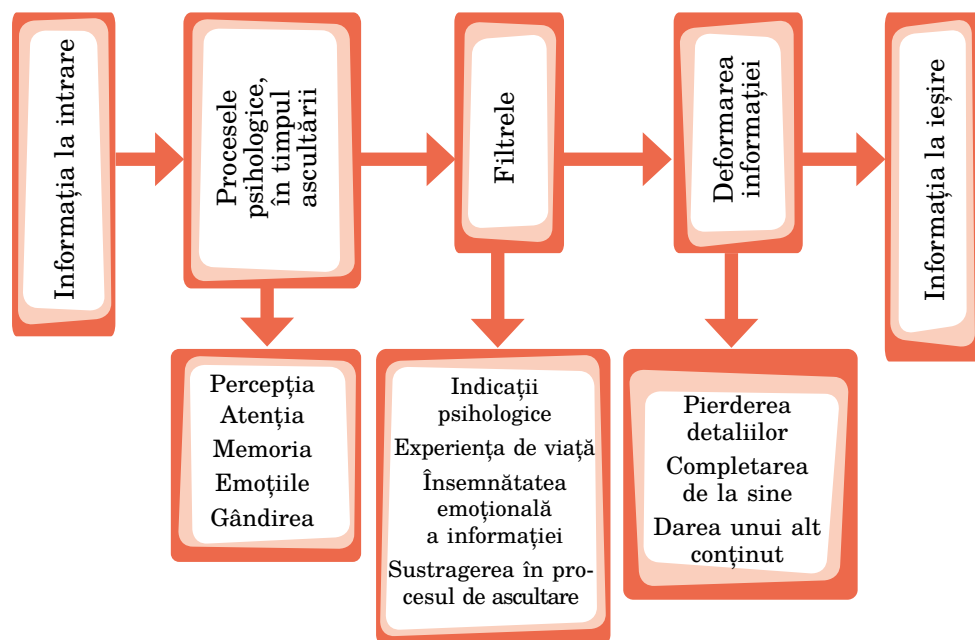 Informația la intrare
Procesele
psihologice,
în timpul
ascultării
Filtrele
Deformarea
informației
Informația la ieșire
Percepția
Atenția
Memoria
Emoțiile
Gândirea
Indicații
psihologice
Experiența de viață
Însemnătatea
emoțională
a informației
Sustragerea în pro-
cesul de ascultare
Pierderea
detaliilor
Completarea
de la sine
Darea unui alt
conținut